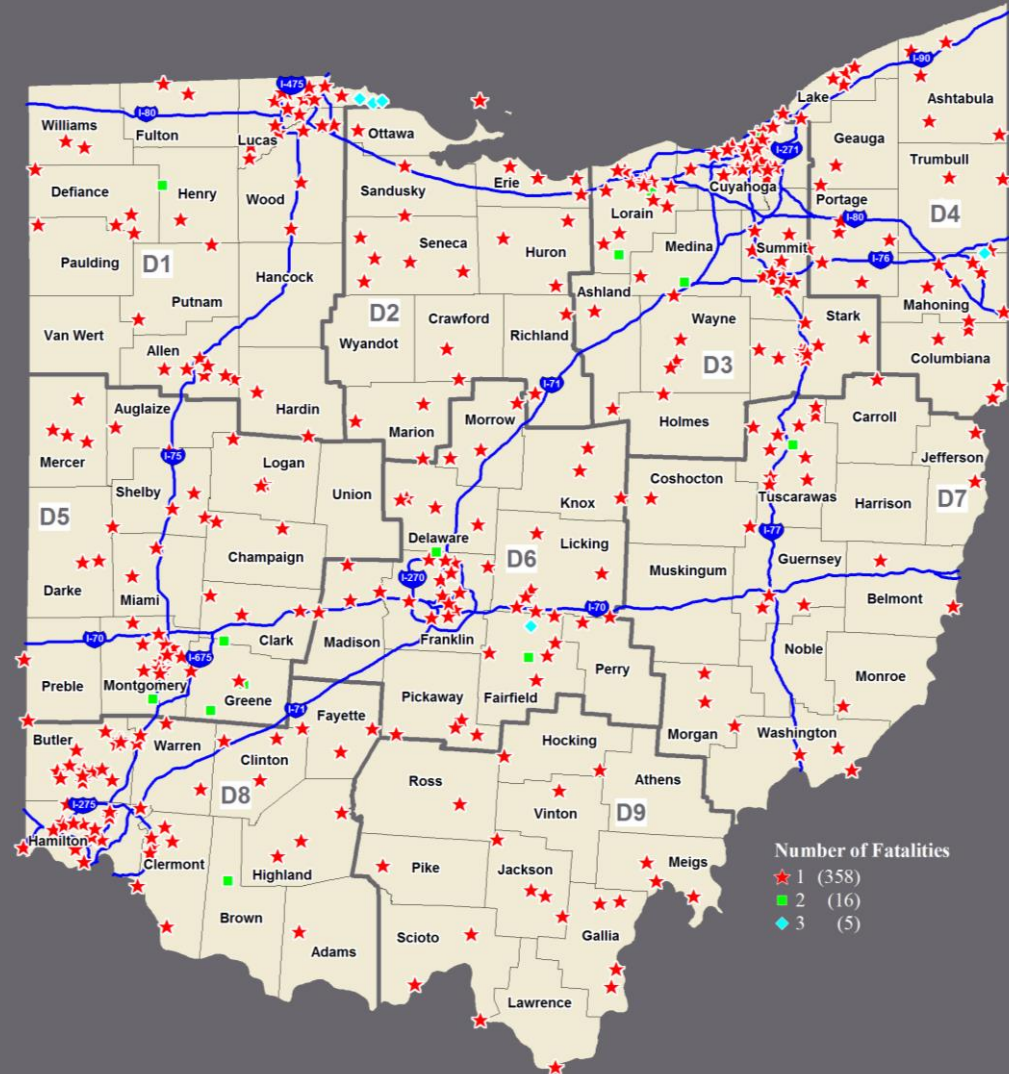 I-90
I-475
Lake
Ashtabula
I-80
Williams
Fulton
Lucas
Ottawa
I-271
Geauga
Trumbull
Defiance
Henry
Wood
Sandusky
Erie
Cuyahoga
Lorain
Portage
D4
I-80
Paulding
D1
Seneca
Huron
Medina
Summit
I-76
Hancock
Ashland
Putnam
Mahoning
Van Wert
D2
Crawford
Wayne
Stark
Wyandot
Richland
Allen
D3
Columbiana
I-71
Auglaize
Hardin
Marion
Morrow
Holmes
Carroll
Mercer
I-75
Logan
Jefferson
Shelby
Union
Knox
Coshocton
Tuscarawas
Harrison
D7
D5
Delaware
I-77
Champaign
D6
Licking
Guernsey
Darke
Miami
I-270
Muskingum
Belmont
I-70
I-70
Clark
Madison
Franklin
Noble
I-675
Perry
Monroe
Preble
Montgomery
Greene
Pickaway
Fairfield
I-71
Fayette
Morgan
Washington
Butler
Warren
Hocking
Clinton
Ross
Athens
D8
I-275
Vinton
D9
Hamilton
Clermont
Highland
Pike
Jackson
Meigs
Brown
Scioto
Gallia
Adams
Lawrence
Number of Fatalities
1 (358)
2 (16)
3 (5)